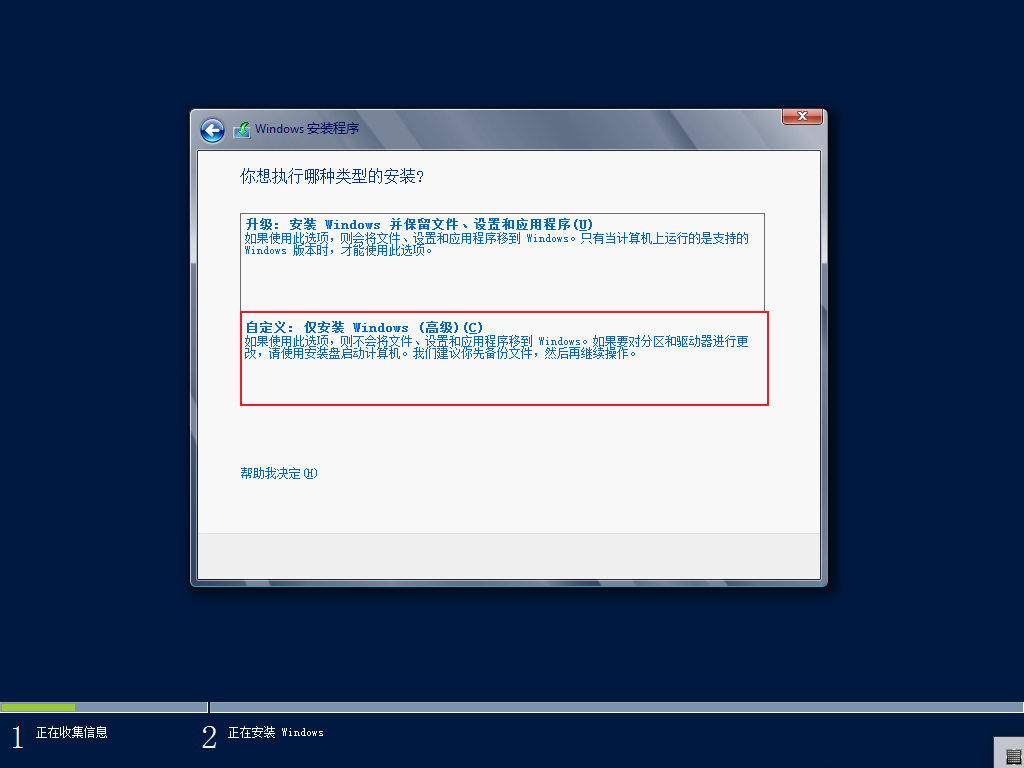 Windows 安装程序
你想执行哪种类型的安装?
升级: 安装 Windows 并保留文件、设置和应用程序(U)
如果使用此选项，则会将文件、设置和应用程序移到 Windows。只有当计算机上运行的是支持的
Windows 版本时，才能使用此选项。
自定义: 仅安装 Windows (高级)(C)
如果使用此选项，则不会将文件、设置和应用程序移到 Windows。如果要对分区和驱动器进行更
改，请使用安装盘启动计算机。我们建议你先备份文件，然后再继续操作。
帮助我决定(H)
1 正在收集信息
2 正在安装 Windows